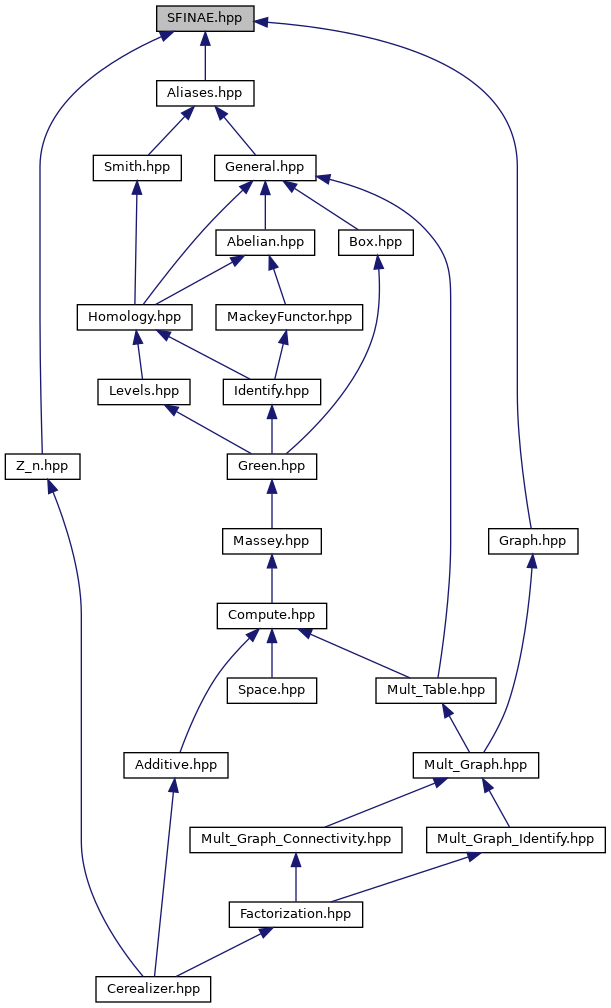 SFINAE.hpp
Aliases.hpp
Smith.hpp
General.hpp
Abelian.hpp
Box.hpp
Homology.hpp
MackeyFunctor.hpp
Levels.hpp
Identify.hpp
Z_n.hpp
Green.hpp
Massey.hpp
Graph.hpp
Compute.hpp
Space.hpp
Mult_Table.hpp
Additive.hpp
Mult_Graph.hpp
Mult_Graph_Connectivity.hpp
Mult_Graph_Identify.hpp
Factorization.hpp
Cerealizer.hpp